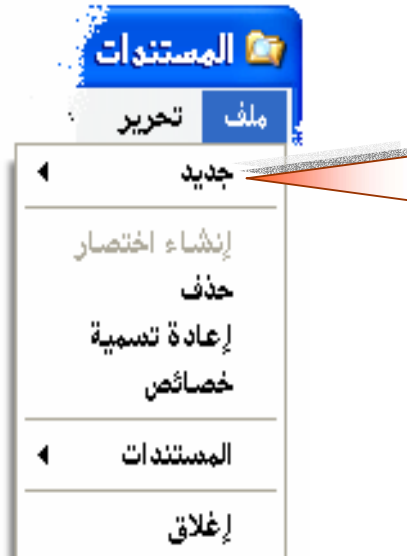 المستندات
ملف تحرير
جديد
إنشاء اختصار
حذف
إعادة تسمية
خصائص
المستندات
إغلاق